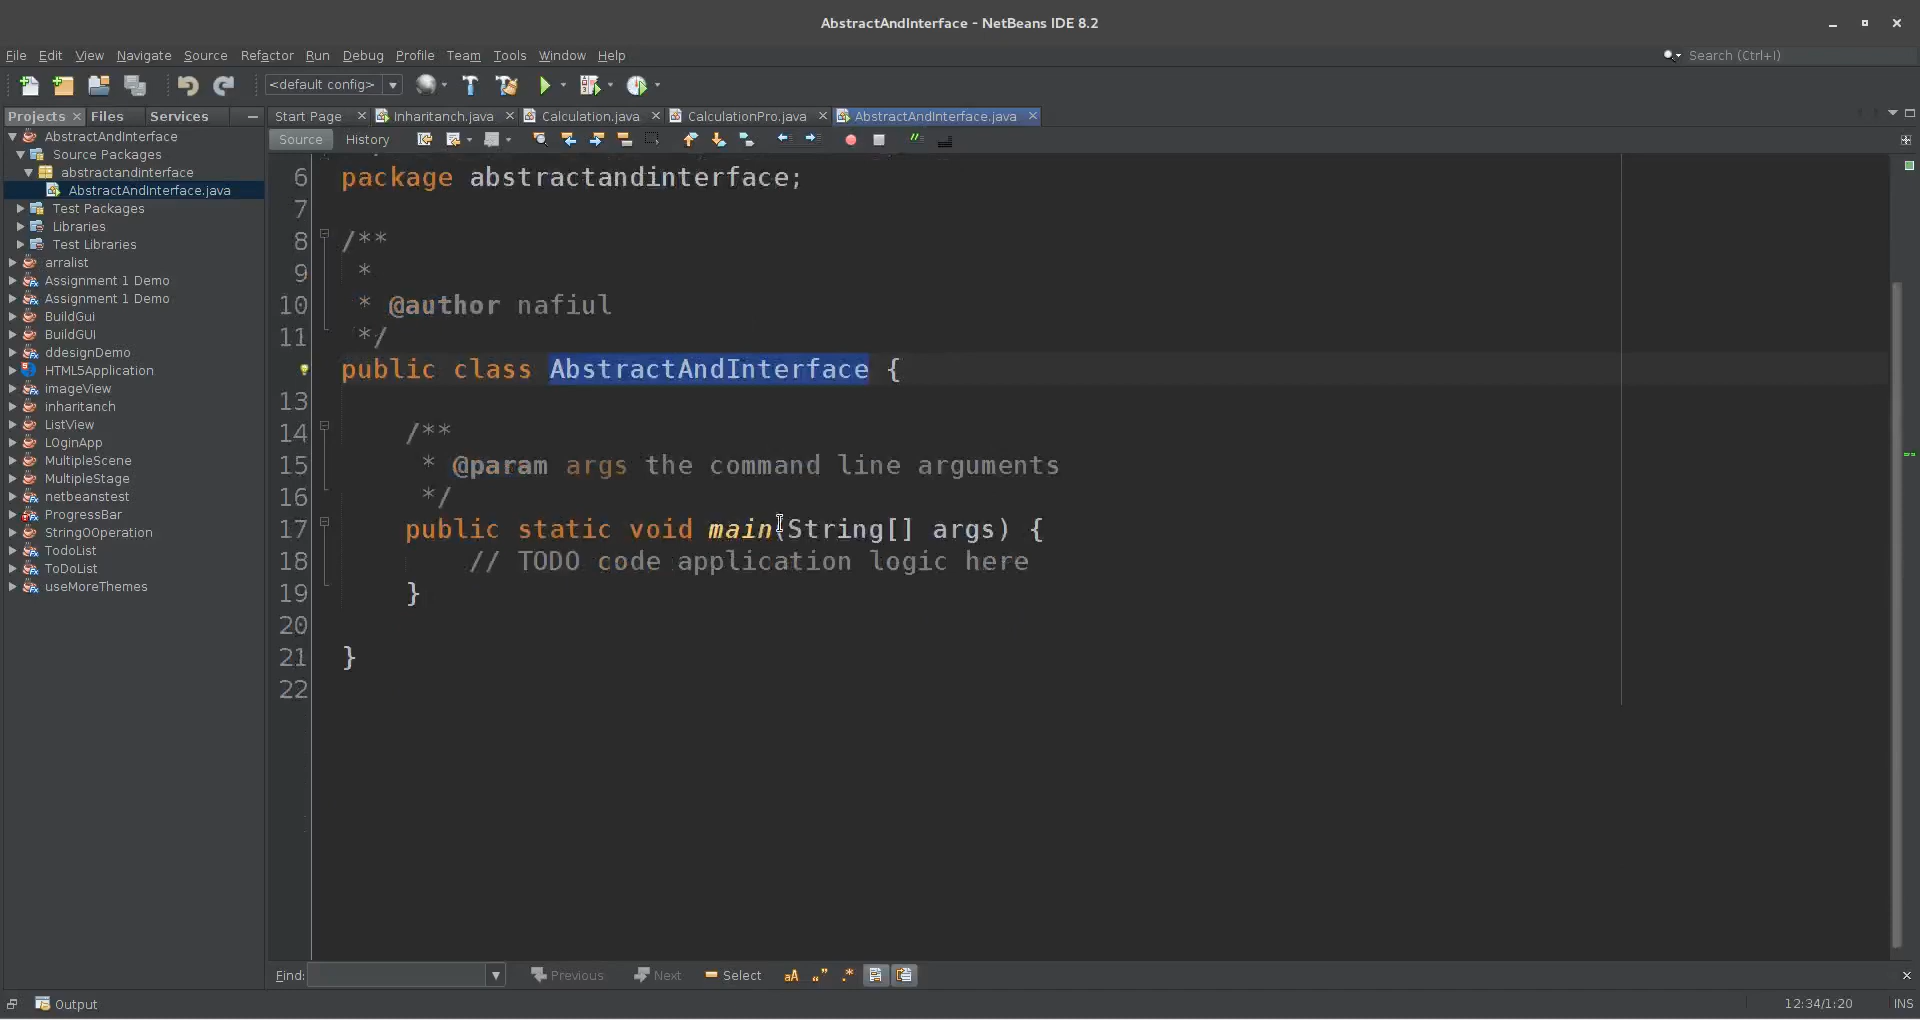 AbstractAndInterface - NetBeans IDE 8.2
File Edit View Navigate Source Refactor Run Debug Profile Team Tools Window Help
Search (Ctrl+I)
<default config>
Projects Files Services
Start Page Inharitanch.java Calculation.java CalculationPro.java AbstractAndInterface.java
Source History
AbstractAndInterface
Source Packages
abstractandinterface
AbstractAndInterface.java
Test Packages
Libraries
Test Libraries
arralist
Assignment 1 Demo
Assignment 1 Demo
BuildGui
BuildGUI
ddesignDemo
HTML5Application
imageView
inharitanch
ListView
LOginApp
MultipleScene
MultipleStage
netbeanstest
ProgressBar
StringOOperation
TodoList
ToDoList
useMoreThemes
6 package abstractandinterface;
7
8 /**
9 *
10 * @author nafiul
11 */
public class AbstractAndInterface {
13
14 /**
15 * @param args the command line arguments
16 */
17 public static void main(String[] args) {
18 // TODO code application logic here
19 }
20
21 }
22
Find: Previous Next Select aA “” .*
Output
12:34/1:20 INS